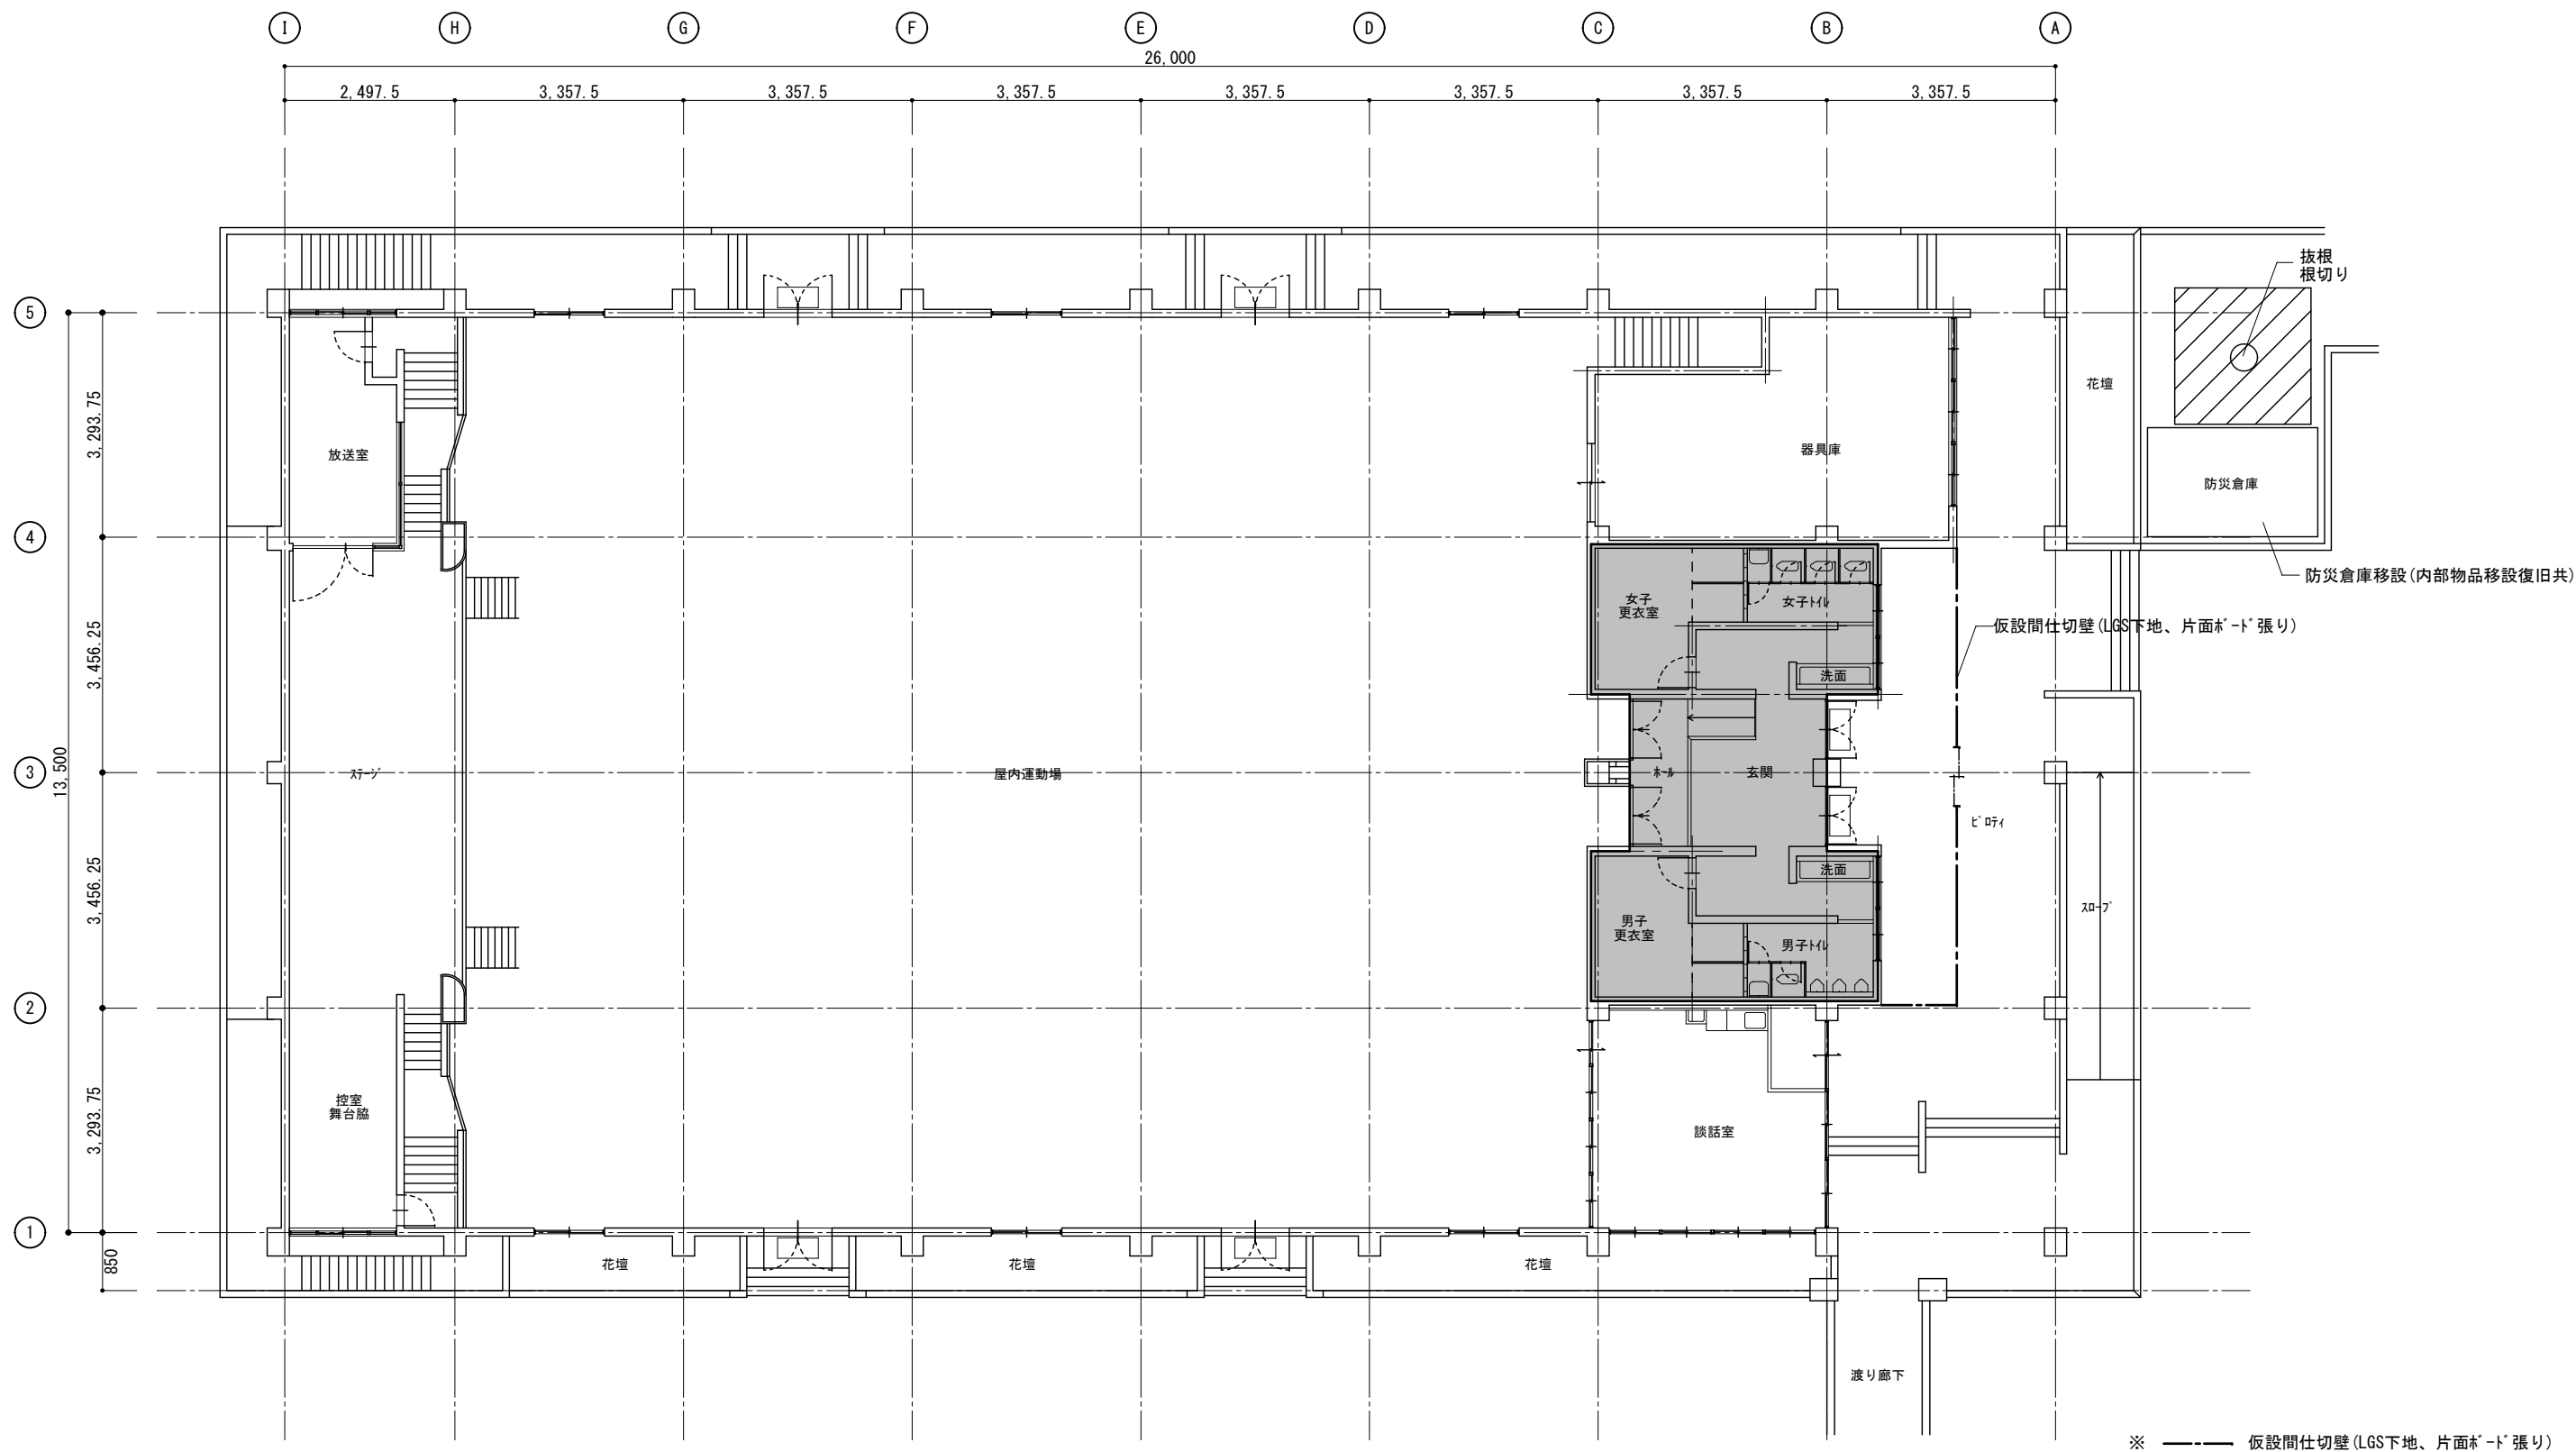 I H G F E D C B A
26,000
2,497.5 3,357.5 3,357.5 3,357.5 3,357.5 3,357.5 3,357.5 3,357.5
5
4
3
2
1
13,500
3,293.75
3,456.25
3,456.25
3,293.75
850
抜根
根切り
花壇
放送室
器具庫
防災倉庫
防災倉庫移設(内部物品移設復旧共)
女子
更衣室
女子ﾄｲﾚ
仮設間仕切壁(LGS下地、片面ﾎﾞｰﾄﾞ張り)
洗面
ｽﾃｰｼﾞ
屋内運動場
ﾎｰﾙ
玄関
ﾋﾟﾛﾃｨ
洗面
ｽﾛｰﾌﾟ
男子
更衣室
男子ﾄｲﾚ
控室
舞台脇
談話室
花壇
花壇
花壇
渡り廊下
※ 仮設間仕切壁(LGS下地、片面ﾎﾞｰﾄﾞ張り)